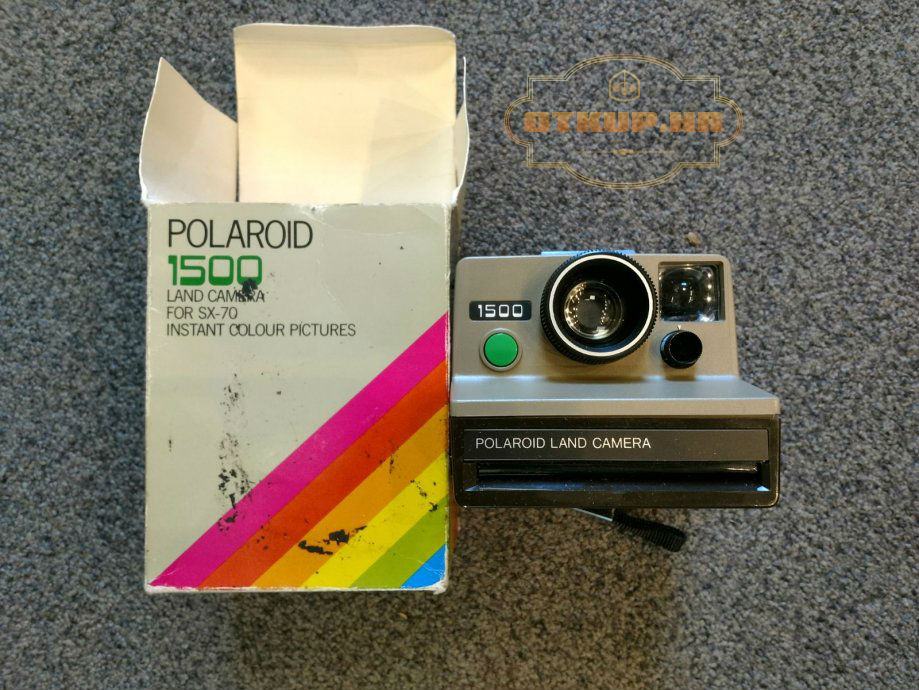 OTKUP.HR
POLAROID
1500
LAND CAMERA
FOR SX-70
INSTANT COLOUR PICTURES
1500
POLAROID LAND CAMERA